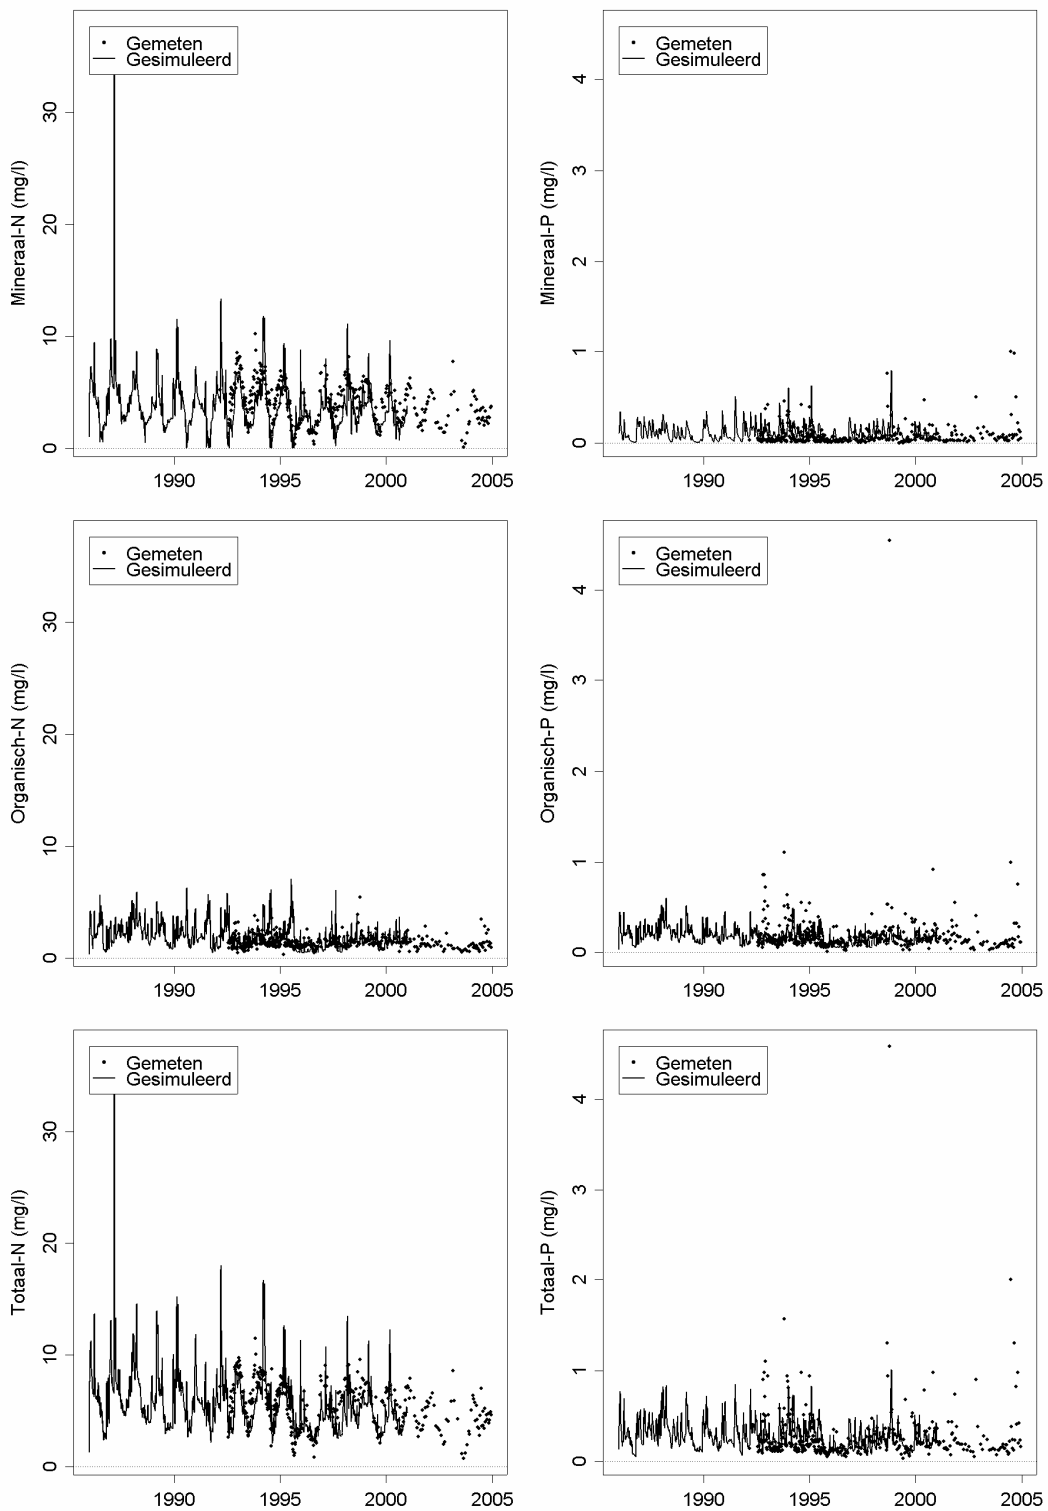 Gemeten
Gesimuleerd
Mineraal-N (mg/l)
30
20
10
0
1990 1995 2000 2005
Gemeten
Gesimuleerd
Mineraal-P (mg/l)
4
3
2
1
0
1990 1995 2000 2005
Gemeten
Gesimuleerd
Organisch-N (mg/l)
30
20
10
0
1990 1995 2000 2005
Gemeten
Gesimuleerd
Organisch-P (mg/l)
4
3
2
1
0
1990 1995 2000 2005
Gemeten
Gesimuleerd
Totaal-N (mg/l)
30
20
10
0
1990 1995 2000 2005
Gemeten
Gesimuleerd
Totaal-P (mg/l)
4
3
2
1
0
1990 1995 2000 2005